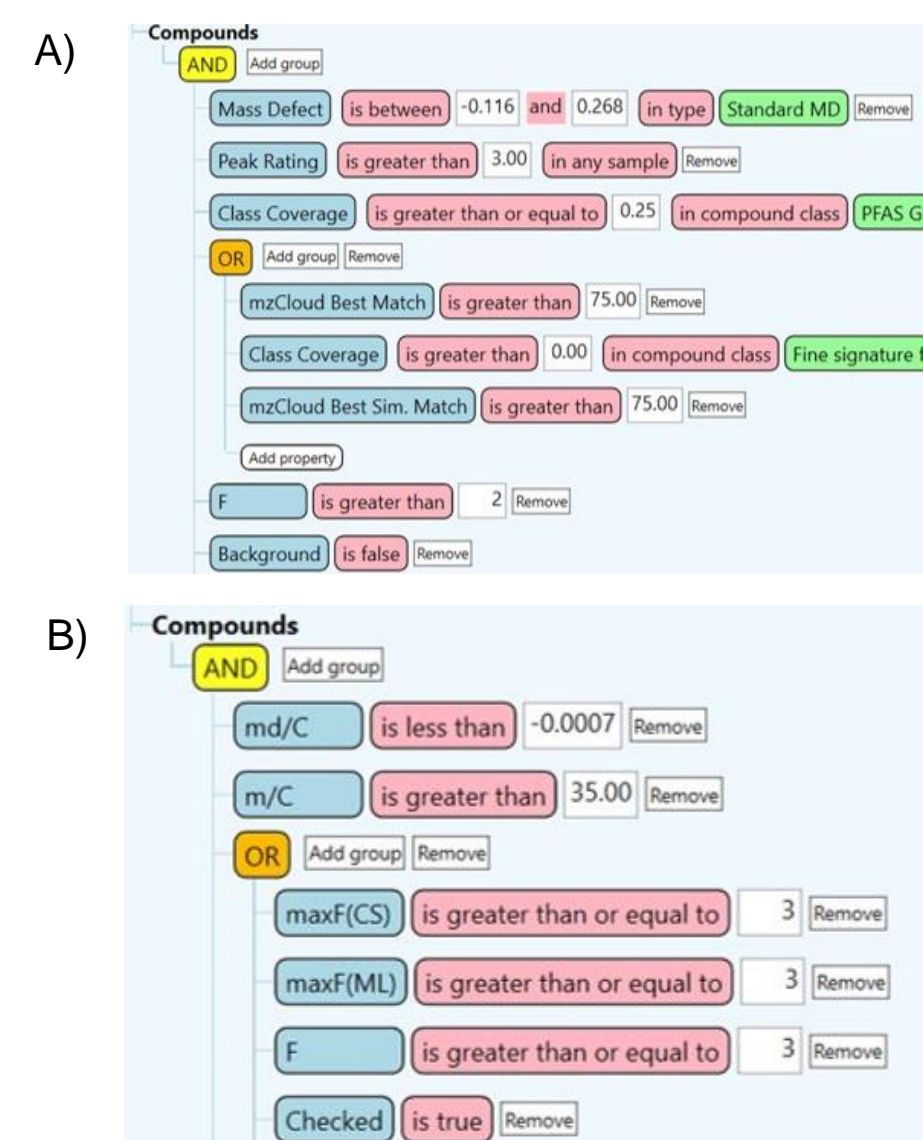 A)
Compounds
AND Add group
Mass Defect is between -0.116 and 0.268 in type Standard MD Remove
Peak Rating is greater than 3.00 in any sample Remove
Class Coverage is greater than or equal to 0.25 in compound class PFAS G
OR Add group Remove
mzCloud Best Match is greater than 75.00 Remove
Class Coverage is greater than 0.00 in compound class Fine signature f
mzCloud Best Sim. Match is greater than 75.00 Remove
Add property
F is greater than 2 Remove
Background is false Remove
B)
Compounds
AND Add group
md/C is less than -0.0007 Remove
m/C is greater than 35.00 Remove
OR Add group Remove
maxF(CS) is greater than or equal to 3 Remove
maxF(ML) is greater than or equal to 3 Remove
F is greater than or equal to 3 Remove
Checked is true Remove